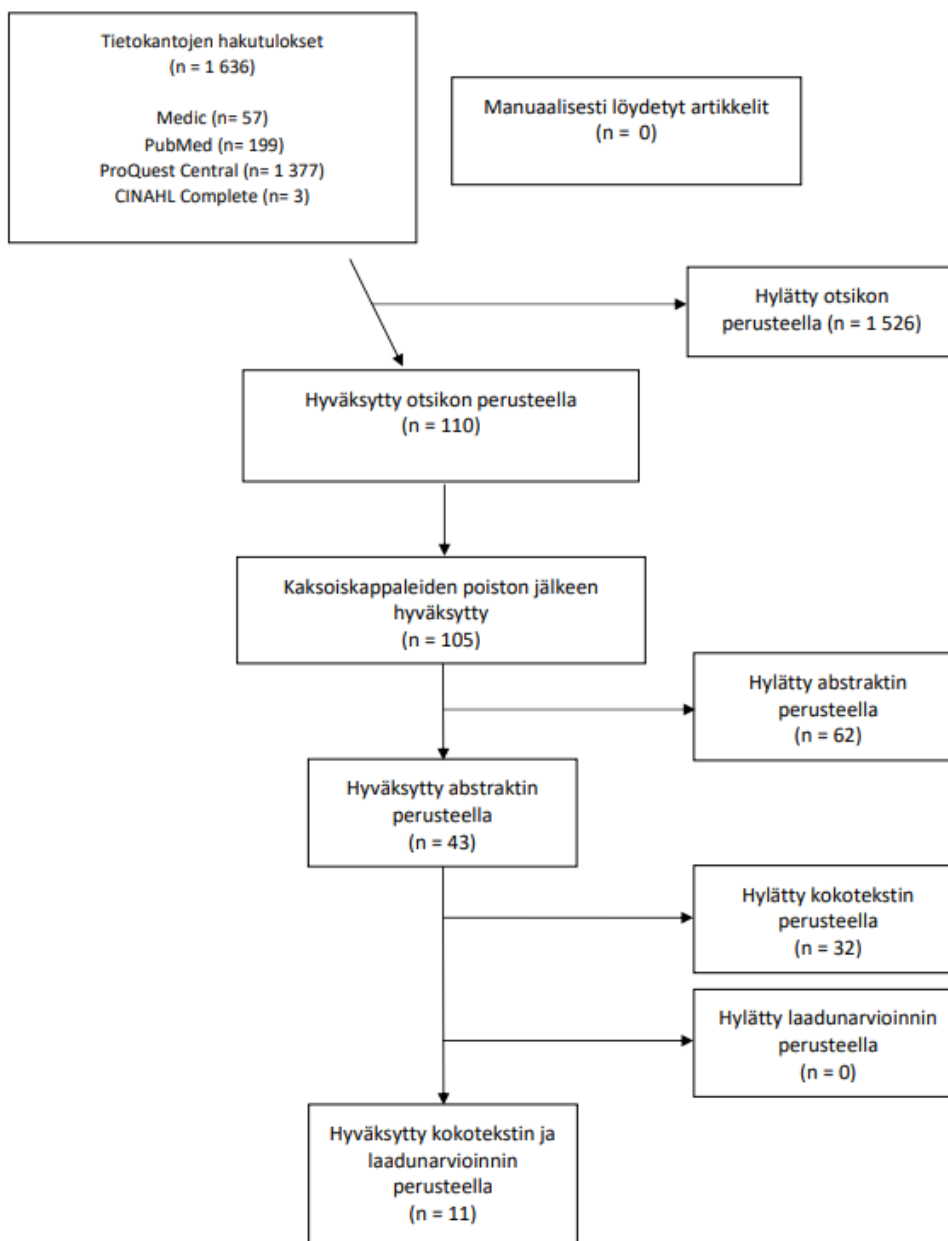 Tietokantojen hakutulokset
(n = 1 636)
Medic (n= 57)
PubMed (n= 199)
ProQuest Central (n= 1 377)
CINAHL Complete (n= 3)
Manuaalisesti löydetyt artikkelit
(n = 0)
Hylätty otsikon
perusteella (n = 1 526)
Hyväksytty otsikon perusteella
(n = 110)
Kaksoiskappaleiden poiston jälkeen
hyväksytty
(n = 105)
Hylätty abstraktin
perusteella
(n = 62)
Hyväksytty abstraktin
perusteella
(n = 43)
Hylätty kokotekstin
perusteella
(n = 32)
Hylätty laadunarvioinnin
perusteella
(n = 0)
Hyväksytty kokotekstin ja
laadunarvioinnin
perusteella
(n = 11)